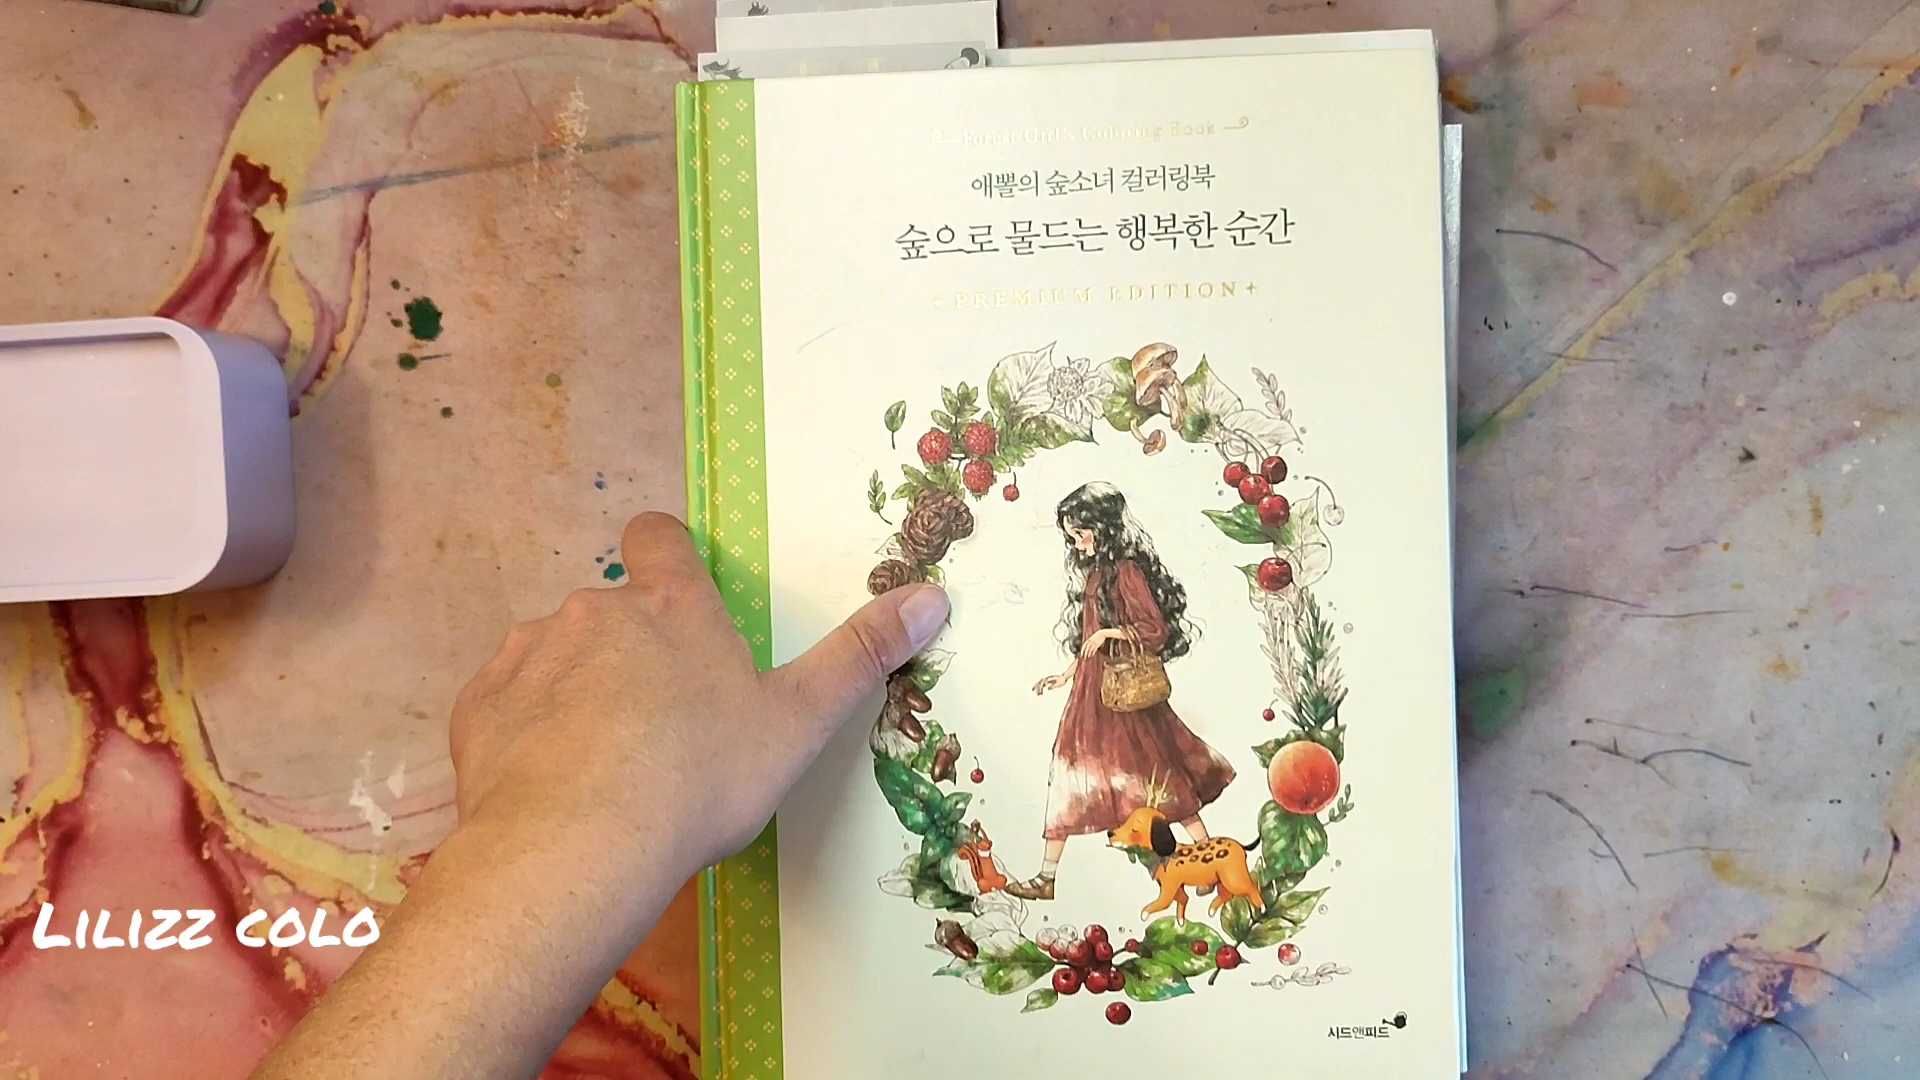 Forest Girl's Coloring Book
애뽈의 숲소녀 컬러링북
숲으로 물드는 행복한 순간
PREMIUM EDITION
시드앤피드
LILIZZ COLO